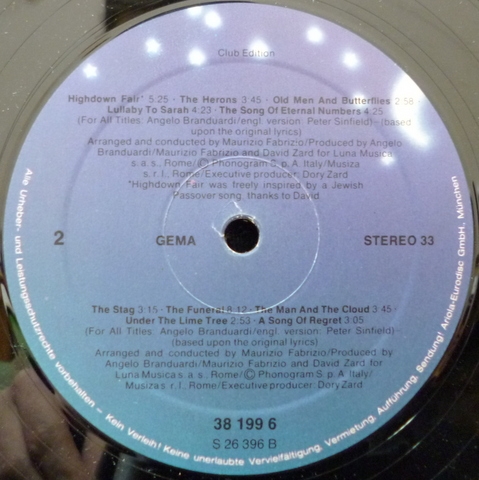 Club Edition
Highdown Fair* 5:25 · The Herons 3:45 · Old Men And Butterflies 2:58 –
Lullaby To Sarah 4:23 · The Song Of Eternal Numbers 4:25
(For All Titles: Angelo Branduardi/engl. version: Peter Sinfield)–(based
upon the original lyrics)
Arranged and conducted by Maurizio Fabrizio/Produced by Angelo
Branduardi/Maurizio Fabrizio and David Zard for Luna Musica
s. a. s., Rome/Ⓟ Phonogram S. p. A. Italy/Musiza
s. r. l., Rome/Executive producer: Dory Zard
*Highdown Fair was freely inspired by a Jewish
Passover song, thanks to David
2 GEMA STEREO 33
The Stag 3:15 · The Funeral 8:12 – The Man And The Cloud 3:45 –
Under The Lime Tree 2:53 · A Song Of Regret 3:05
(For All Titles: Angelo Branduardi/engl. version: Peter Sinfield)–
(based upon the original lyrics)
Arranged and conducted by Maurizio Fabrizio/Produced by
Angelo Branduardi/Maurizio Fabrizio and David Zard for
Luna Musica s. a. s., Rome/Ⓟ Phonogram S. p. A. Italy/
Musiza s. r. l., Rome/Executive producer: Dory Zard
38 199 6
S 26 396 B
Alle Urheber- und Leistungsschutzrechte vorbehalten – Kein Verleih! Keine unerlaubte Vervielfältigung, Vermietung, Aufführung, Sendung! Ariola-Eurodisc GmbH, München